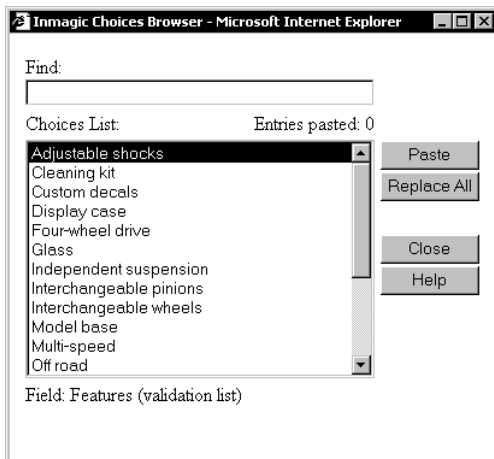 Inmagic Choices Browser - Microsoft Internet Explorer
Find:
Choices List: Entries pasted: 0
Adjustable shocks
Cleaning kit
Custom decals
Display case
Four-wheel drive
Glass
Independent suspension
Interchangeable pinions
Interchangeable wheels
Model base
Multi-speed
Off road
Paste
Replace All
Close
Help
Field: Features (validation list)